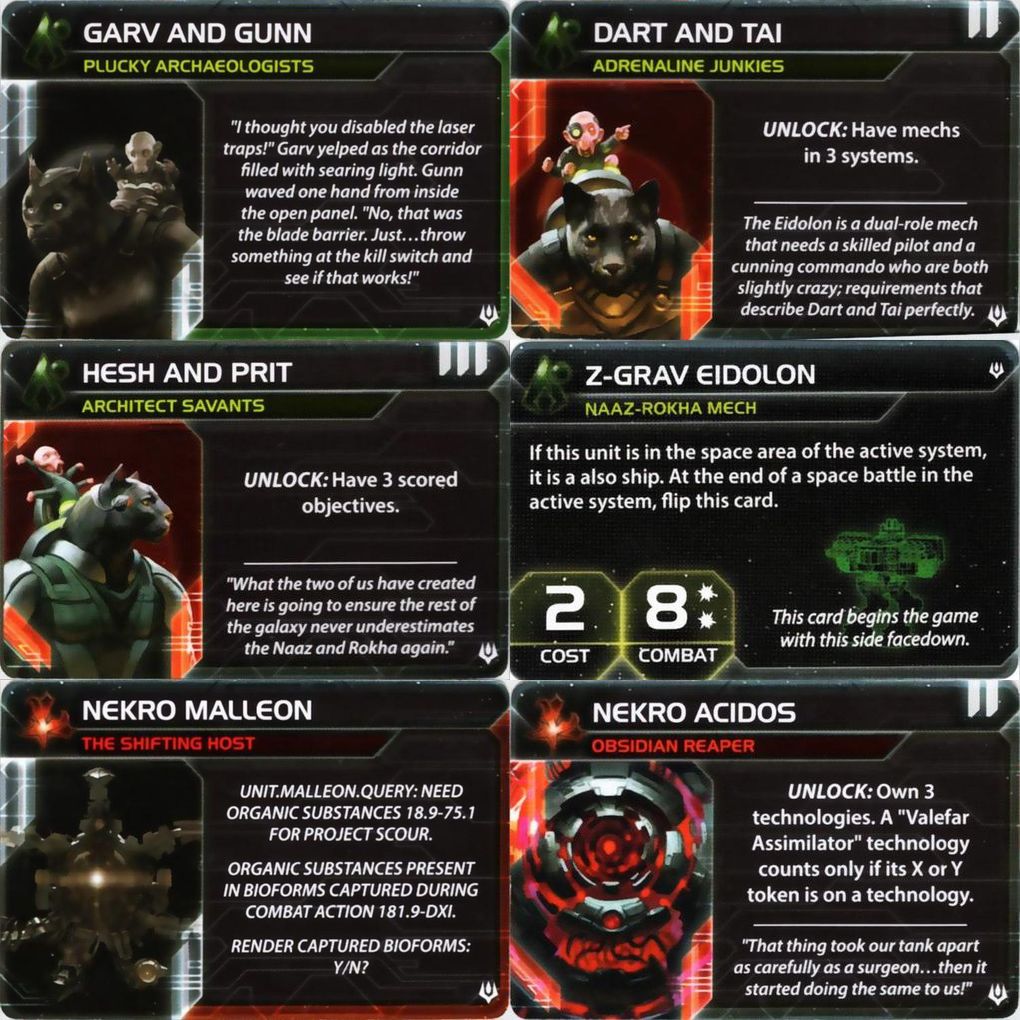 GARV AND GUNN
PLUCKY ARCHAEOLOGISTS
"I thought you disabled the laser
traps!" Garv yelped as the corridor
filled with searing light. Gunn
waved one hand from inside
the open panel. "No, that was
the blade barrier. Just...throw
something at the kill switch and
see if that works!"
II
DART AND TAI
ADRENALINE JUNKIES
UNLOCK: Have mechs
in 3 systems.
The Eidolon is a dual-role mech
that needs a skilled pilot and a
cunning commando who are both
slightly crazy; requirements that
describe Dart and Tai perfectly.
III
HESH AND PRIT
ARCHITECT SAVANTS
UNLOCK: Have 3 scored
objectives.
"What the two of us have created
here is going to ensure the rest of
the galaxy never underestimates
the Naaz and Rokha again."
Z-GRAV EIDOLON
NAAZ-ROKHA MECH
If this unit is in the space area of the active system,
it is a also ship. At the end of a space battle in the
active system, flip this card.
2
COST
8
COMBAT
This card begins the game
with this side facedown.
NEKRO MALLEON
THE SHIFTING HOST
UNIT.MALLEON.QUERY: NEED
ORGANIC SUBSTANCES 18.9-75.1
FOR PROJECT SCOUR.
ORGANIC SUBSTANCES PRESENT
IN BIOFORMS CAPTURED DURING
COMBAT ACTION 181.9-DXI.
RENDER CAPTURED BIOFORMS:
Y/N?
II
NEKRO ACIDOS
OBSIDIAN REAPER
UNLOCK: Own 3
technologies. A "Valefar
Assimilator" technology
counts only if its X or Y
token is on a technology.
"That thing took our tank apart
as carefully as a surgeon...then it
started doing the same to us!"